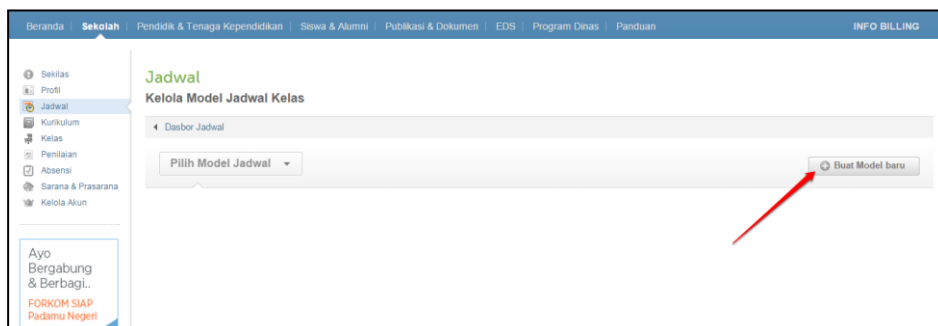 Beranda Sekolah Pendidik & Tenaga Kependidikan Siswa & Alumni Publikasi & Dokumen EDS Program Dinas Panduan INFO BILLING
Sekilas
Profil
Jadwal
Kurikulum
Kelas
Penilaian
Absensi
Sarana & Prasarana
Kelola Akun
Ayo
Bergabung
& Berbagi..
FORKOM SIAP
Padamu Negeri
Jadwal
Kelola Model Jadwal Kelas
Dasbor Jadwal
Pilih Model Jadwal
Buat Model baru